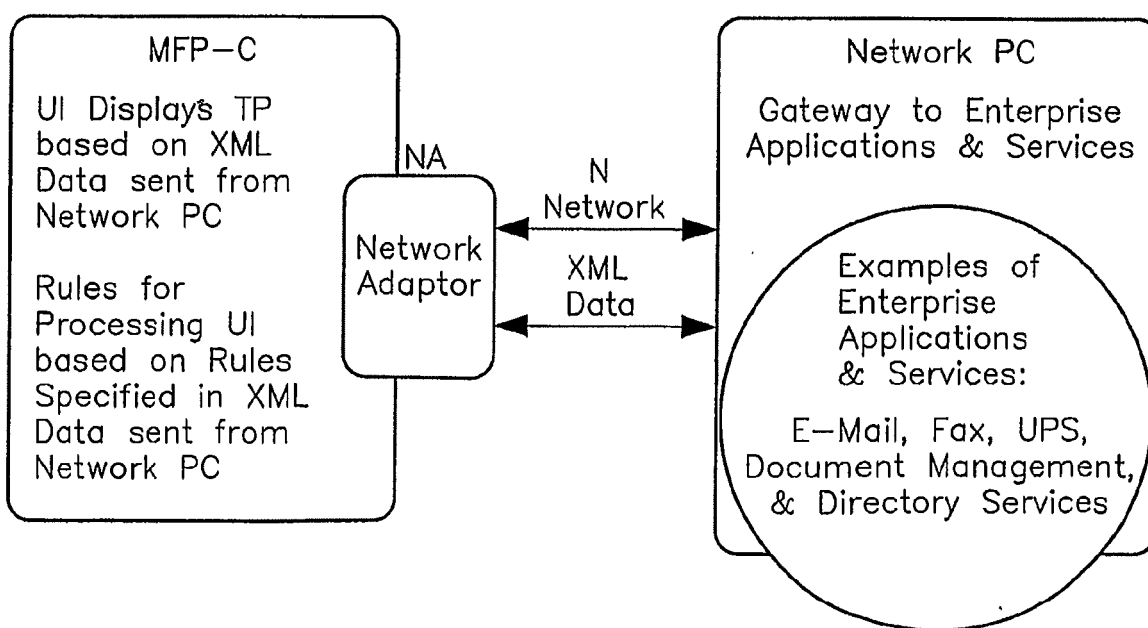 MFP-C
UI Displays TP
based on XML
Data sent from
Network PC
Rules for
Processing UI
based on Rules
Specified in XML
Data sent from
Network PC
NA
Network
Adaptor
N
Network
XML
Data
Network PC
Gateway to Enterprise
Applications & Services
Examples of
Enterprise
Applications
& Services:
E-Mail, Fax, UPS,
Document Management,
& Directory Services